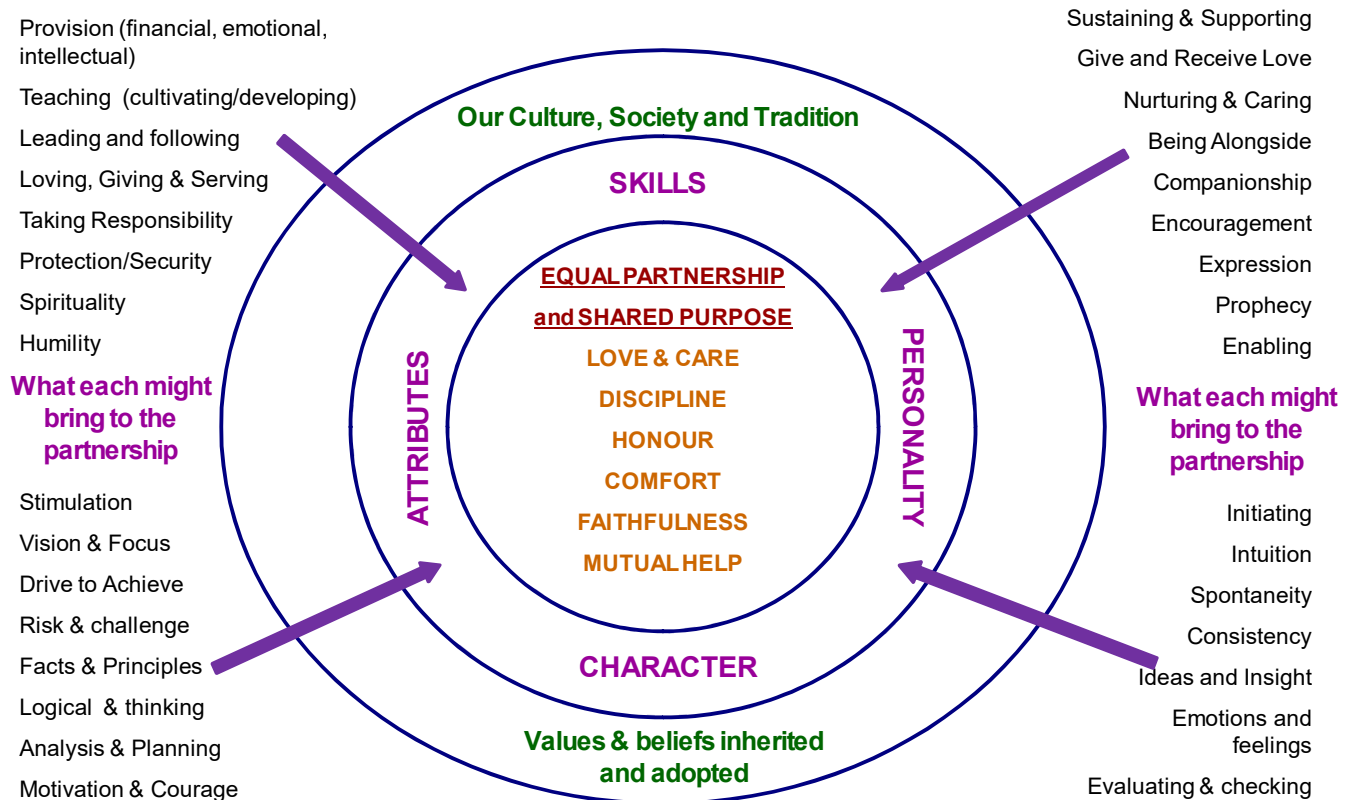 Provision (financial, emotional,
intellectual)
Teaching (cultivating/developing)
Leading and following
Loving, Giving & Serving
Taking Responsibility
Protection/Security
Spirituality
Humility
What each might
bring to the
partnership
Stimulation
Vision & Focus
Drive to Achieve
Risk & challenge
Facts & Principles
Logical & thinking
Analysis & Planning
Motivation & Courage
Our Culture, Society and Tradition
SKILLS
ATTRIBUTES
EQUAL PARTNERSHIP
and SHARED PURPOSE
LOVE & CARE
DISCIPLINE
HONOUR
COMFORT
FAITHFULNESS
MUTUAL HELP
PERSONALITY
CHARACTER
Values & beliefs inherited
and adopted
Sustaining & Supporting
Give and Receive Love
Nurturing & Caring
Being Alongside
Companionship
Encouragement
Expression
Prophecy
Enabling
What each might
bring to the
partnership
Initiating
Intuition
Spontaneity
Consistency
Ideas and Insight
Emotions and
feelings
Evaluating & checking